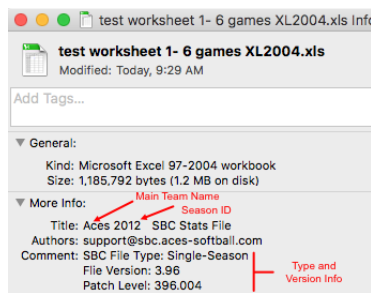 test worksheet 1- 6 games XL2004.xls Info
test worksheet 1- 6 games XL2004.xls
Modified: Today, 9:29 AM
Add Tags...
General:
Kind: Microsoft Excel 97-2004 workbook
Size: 1,185,792 bytes (1.2 MB on disk)
Main Team Name
More Info:
Season ID
Title: Aces 2012 SBC Stats File
Authors: support@sbc.aces-softball.com
Comment: SBC File Type: Single-Season
Flie Version: 3.96
Patch Level: 396.004
Type and
Version Info